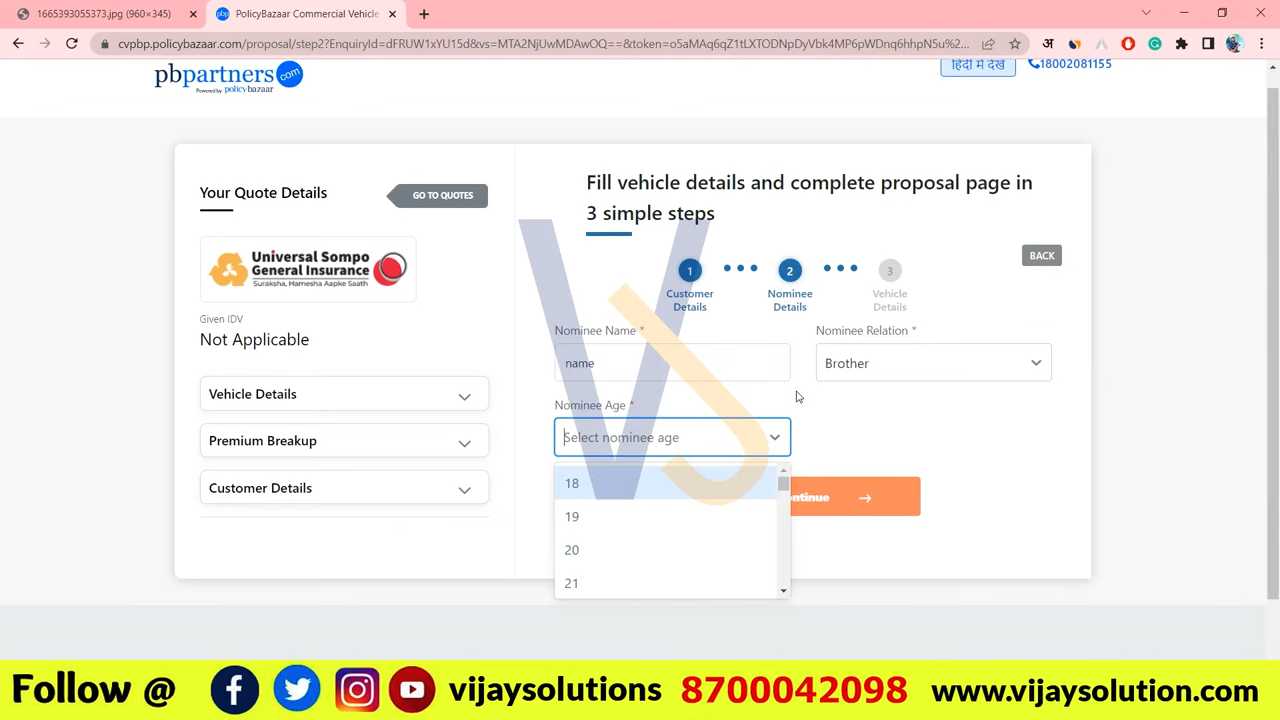 1665393055373.jpg (960×345)
PolicyBazaar Commercial Vehicle
cvpbp.policybazaar.com/proposal/step2?EnquiryId=dFRUW1xYU15d&s=MTA2NjUwMDAwOQ==&token=o5aMAq6qZ1tLXTODNpDyVbk4MP6pWDnq6hhpN5u%2...
अ
pbpartners.com
Powered by policybazaar
हिंदी में देखें
18002081155
Your Quote Details
GO TO QUOTES
Universal Sompo
General Insurance
Suraksha, Hamesha Aapke Saath
Given IDV
Not Applicable
Vehicle Details
Premium Breakup
Customer Details
Fill vehicle details and complete proposal page in
3 simple steps
BACK
1
2
3
Customer
Details
Nominee
Details
Vehicle
Details
Nominee Name *
Nominee Relation *
name
Brother
Nominee Age *
Select nominee age
18
19
20
21
ontinue
VS
Follow @ vijaysolutions 8700042098 www.vijaysolution.com